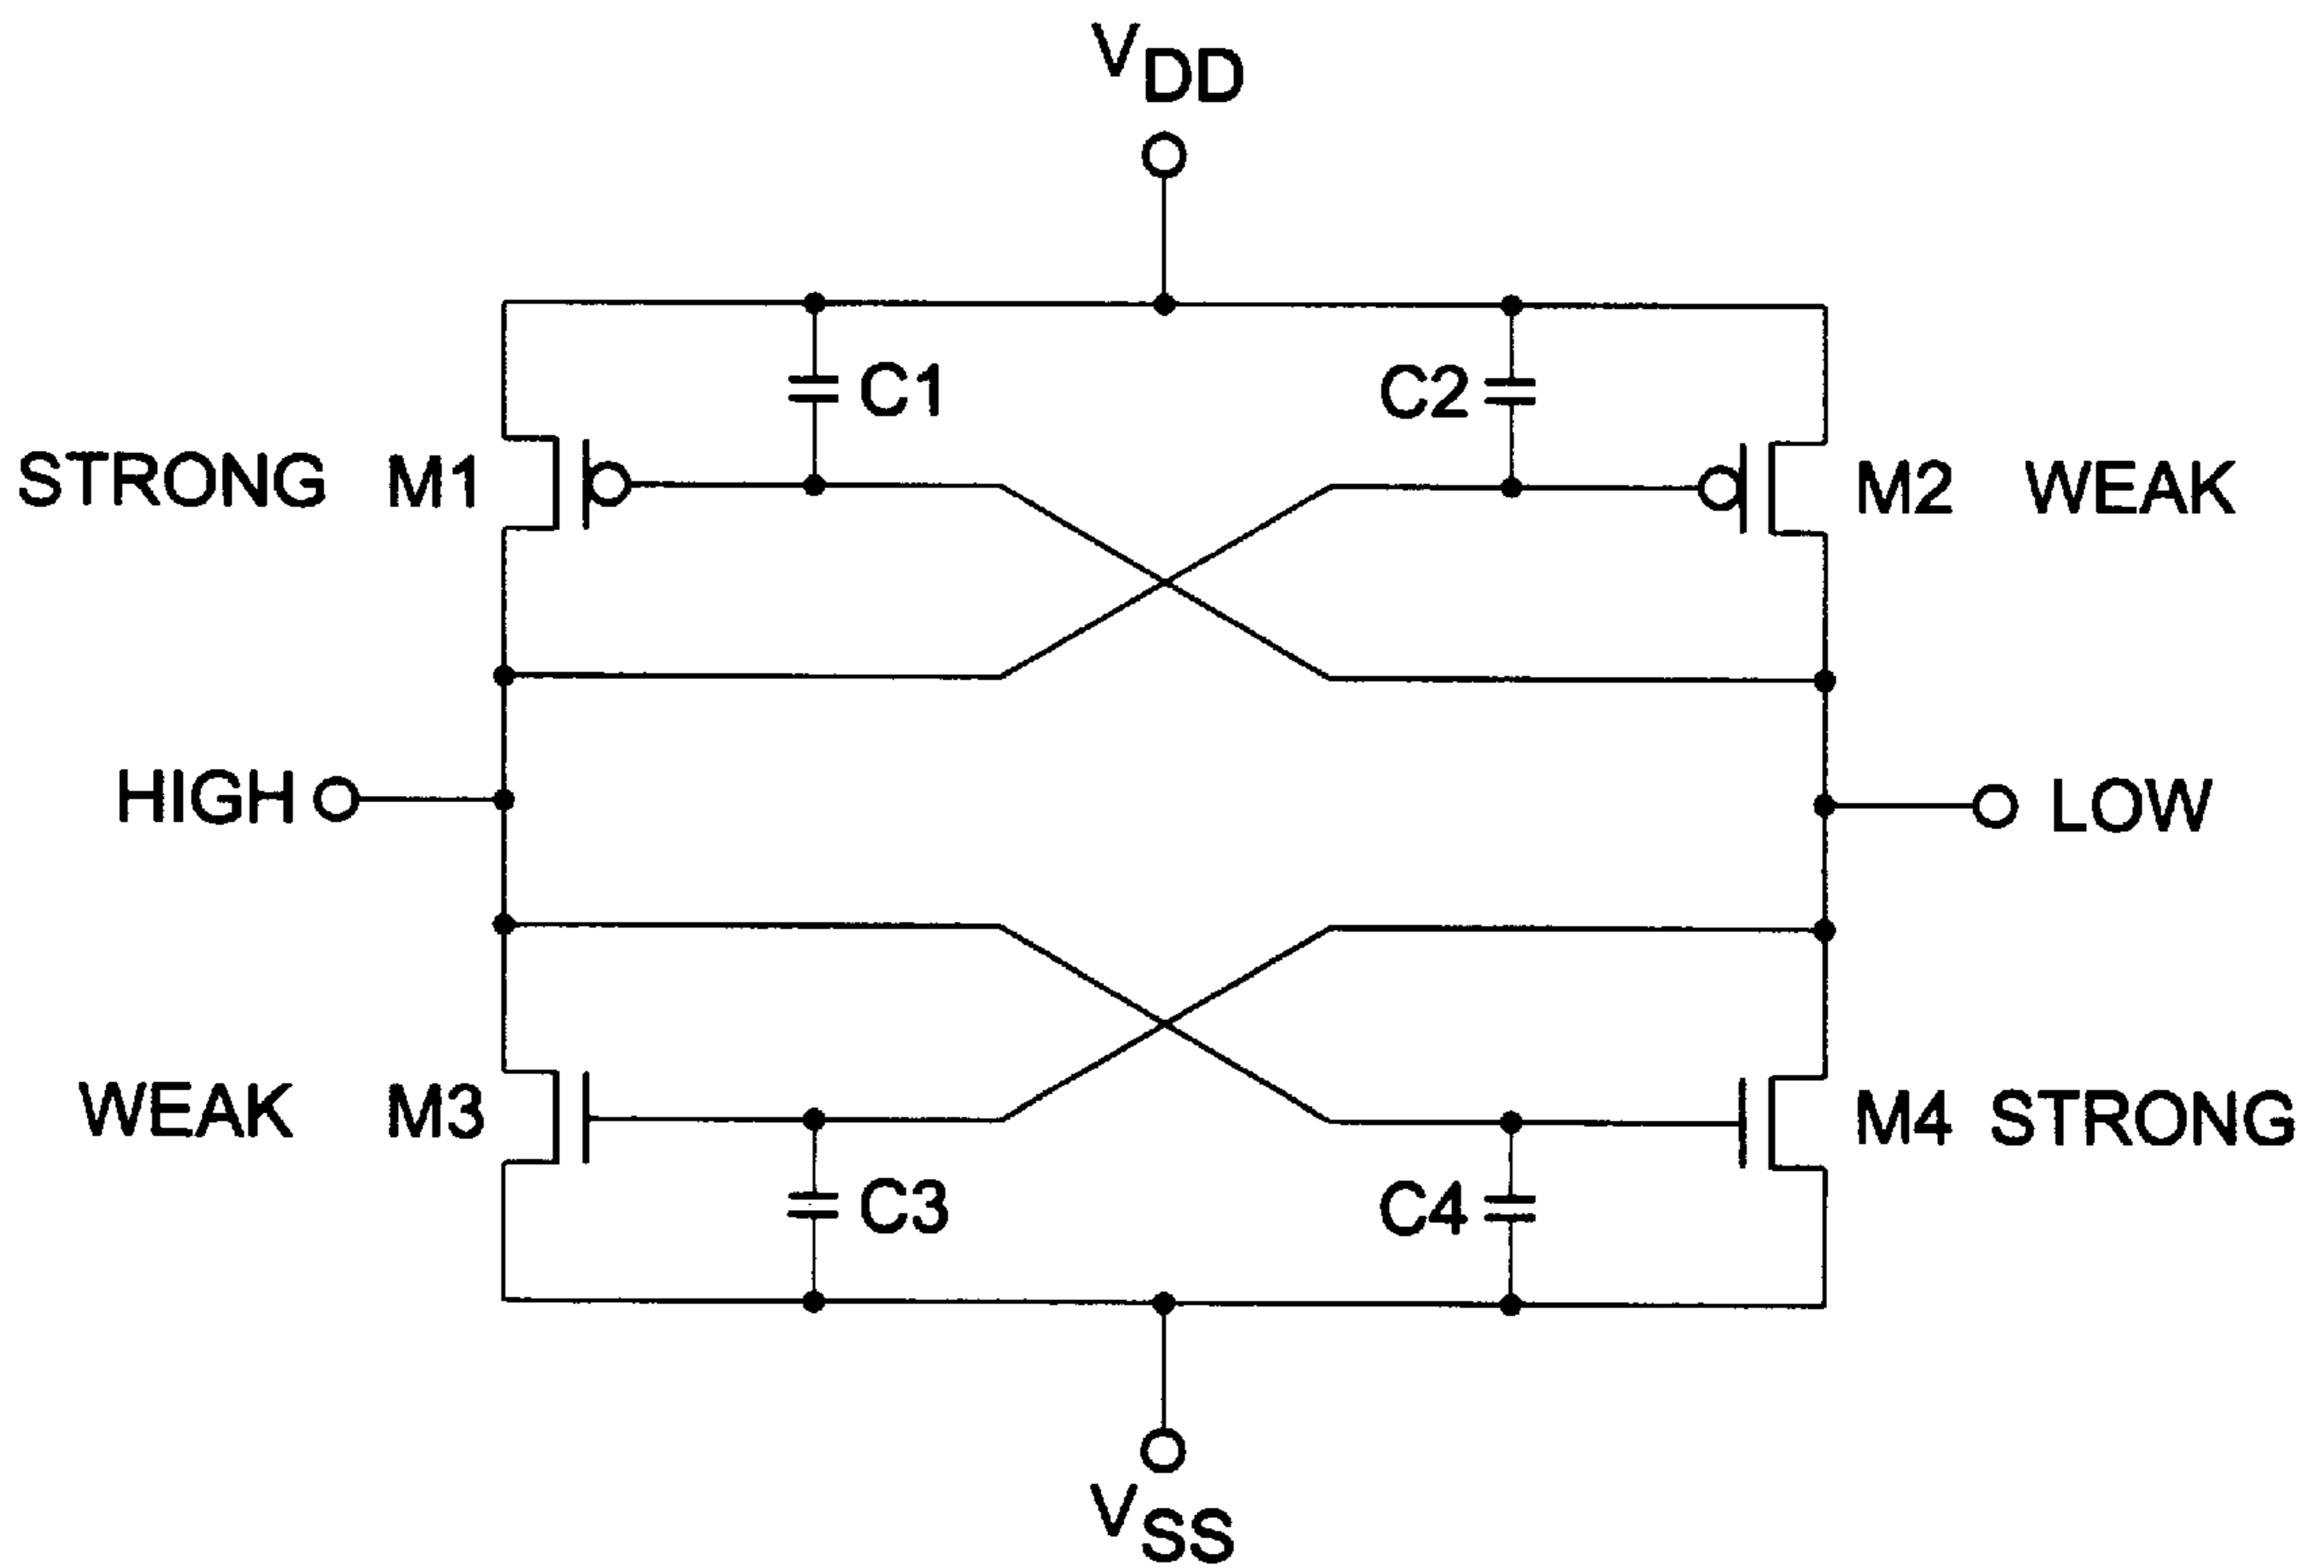 VDD
C1
C2
STRONG M1
M2 WEAK
HIGH
LOW
WEAK M3
M4 STRONG
C3
C4
VSS